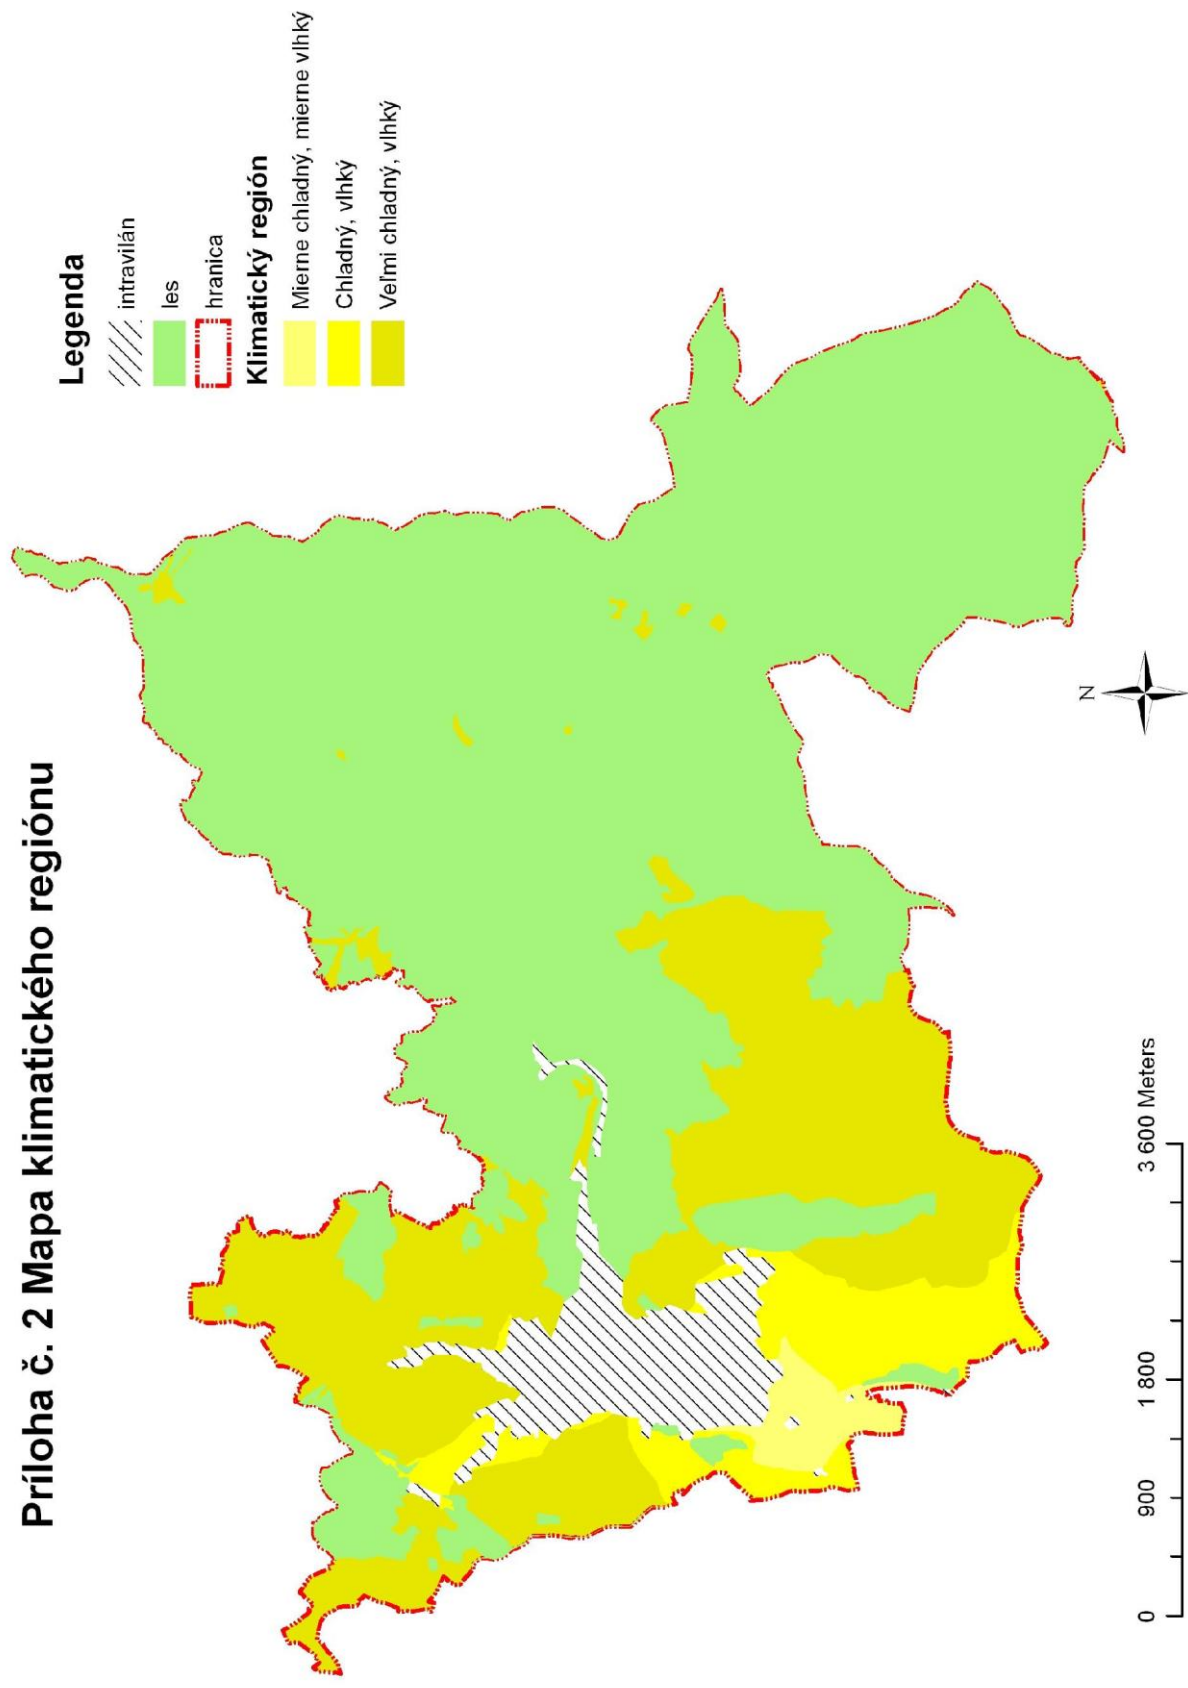 Príloha č. 2 Mapa klimatického regiónu
Legenda
intravilán
les
hranica
Klimatický región
Mierne chladný, mierne vlhký
Chladný, vlhký
Veľmi chladný, vlhký
N
0 900 1 800 3 600 Meters